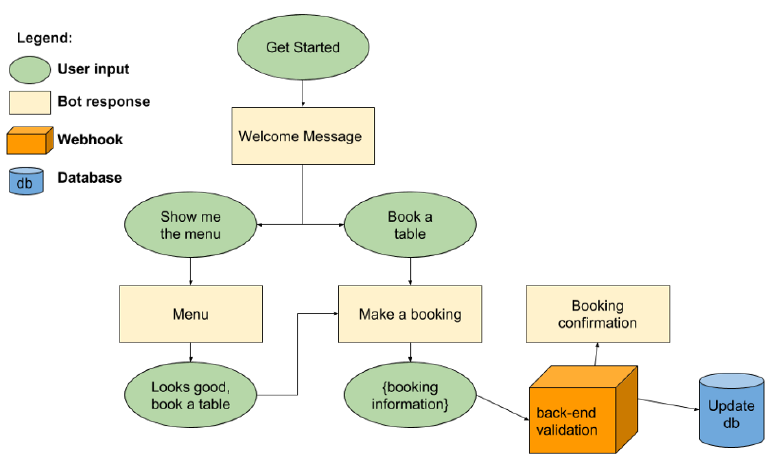 Legend:
User input
Bot response
Webhook
db
Database
Get Started
Welcome Message
Show me
the menu
Book a
table
Menu
Make a booking
Booking
confirmation
Looks good,
book a table
{booking
information}
back-end
validation
Update
db